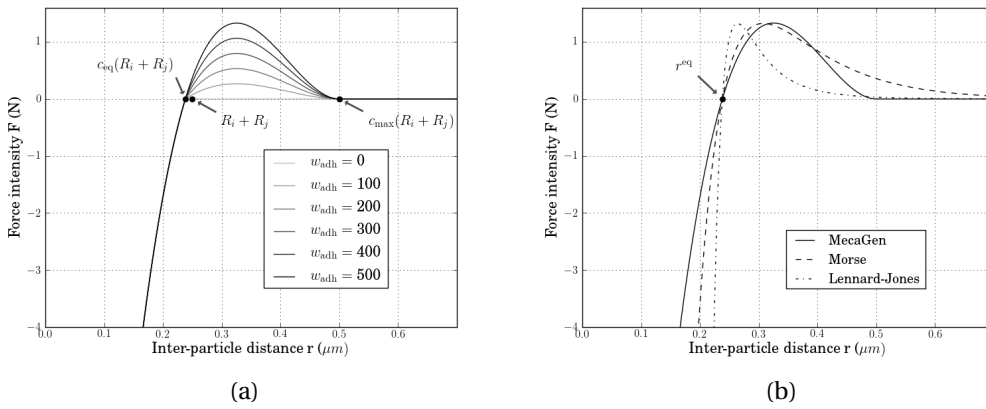 1
0
−1
−2
−3
−4
0.0
0.1
0.2
0.3
0.4
0.5
0.6
Force intensity F (N)
Inter-particle distance r (μm)
c_eq(R_i + R_j)
R_i + R_j
c_max(R_i + R_j)
w_adh = 0
w_adh = 100
w_adh = 200
w_adh = 300
w_adh = 400
w_adh = 500
(a)
1
0
−1
−2
−3
−4
0.0
0.1
0.2
0.3
0.4
0.5
0.6
Force intensity F (N)
Inter-particle distance r (μm)
r^eq
MecaGen
Morse
Lennard-Jones
(b)